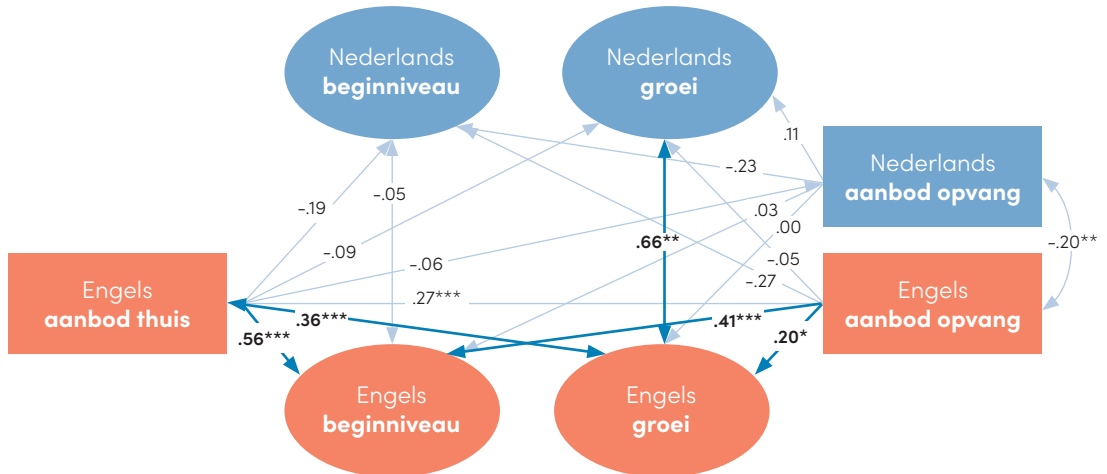 Nederlands
beginniveau
Nederlands
groei
.11
Nederlands
aanbod opvang
-.23
-.05
-.19
.03
.00
.66**
-.20**
-.09
-.06
-.05
-.27
Engels
aanbod thuis
.27***
Engels
aanbod opvang
.36***
.41***
.56***
.20*
Engels
beginniveau
Engels
groei